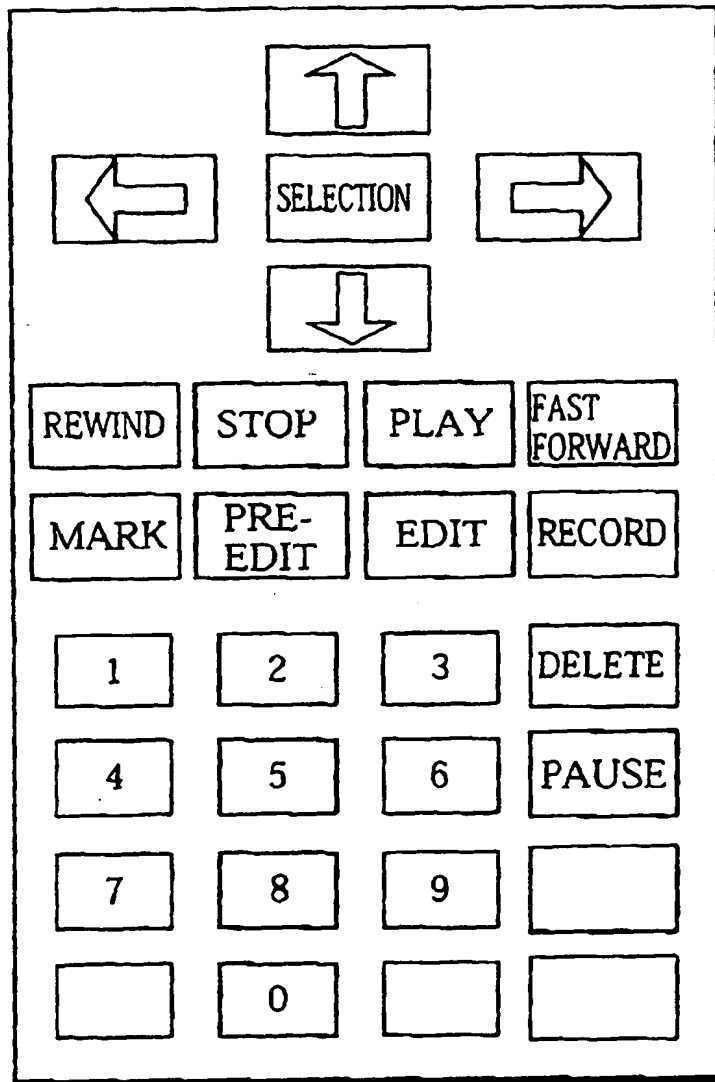 SELECTION
REWIND STOP PLAY FAST FORWARD
MARK PRE-EDIT EDIT RECORD
1 2 3 DELETE
4 5 6 PAUSE
7 8 9
0